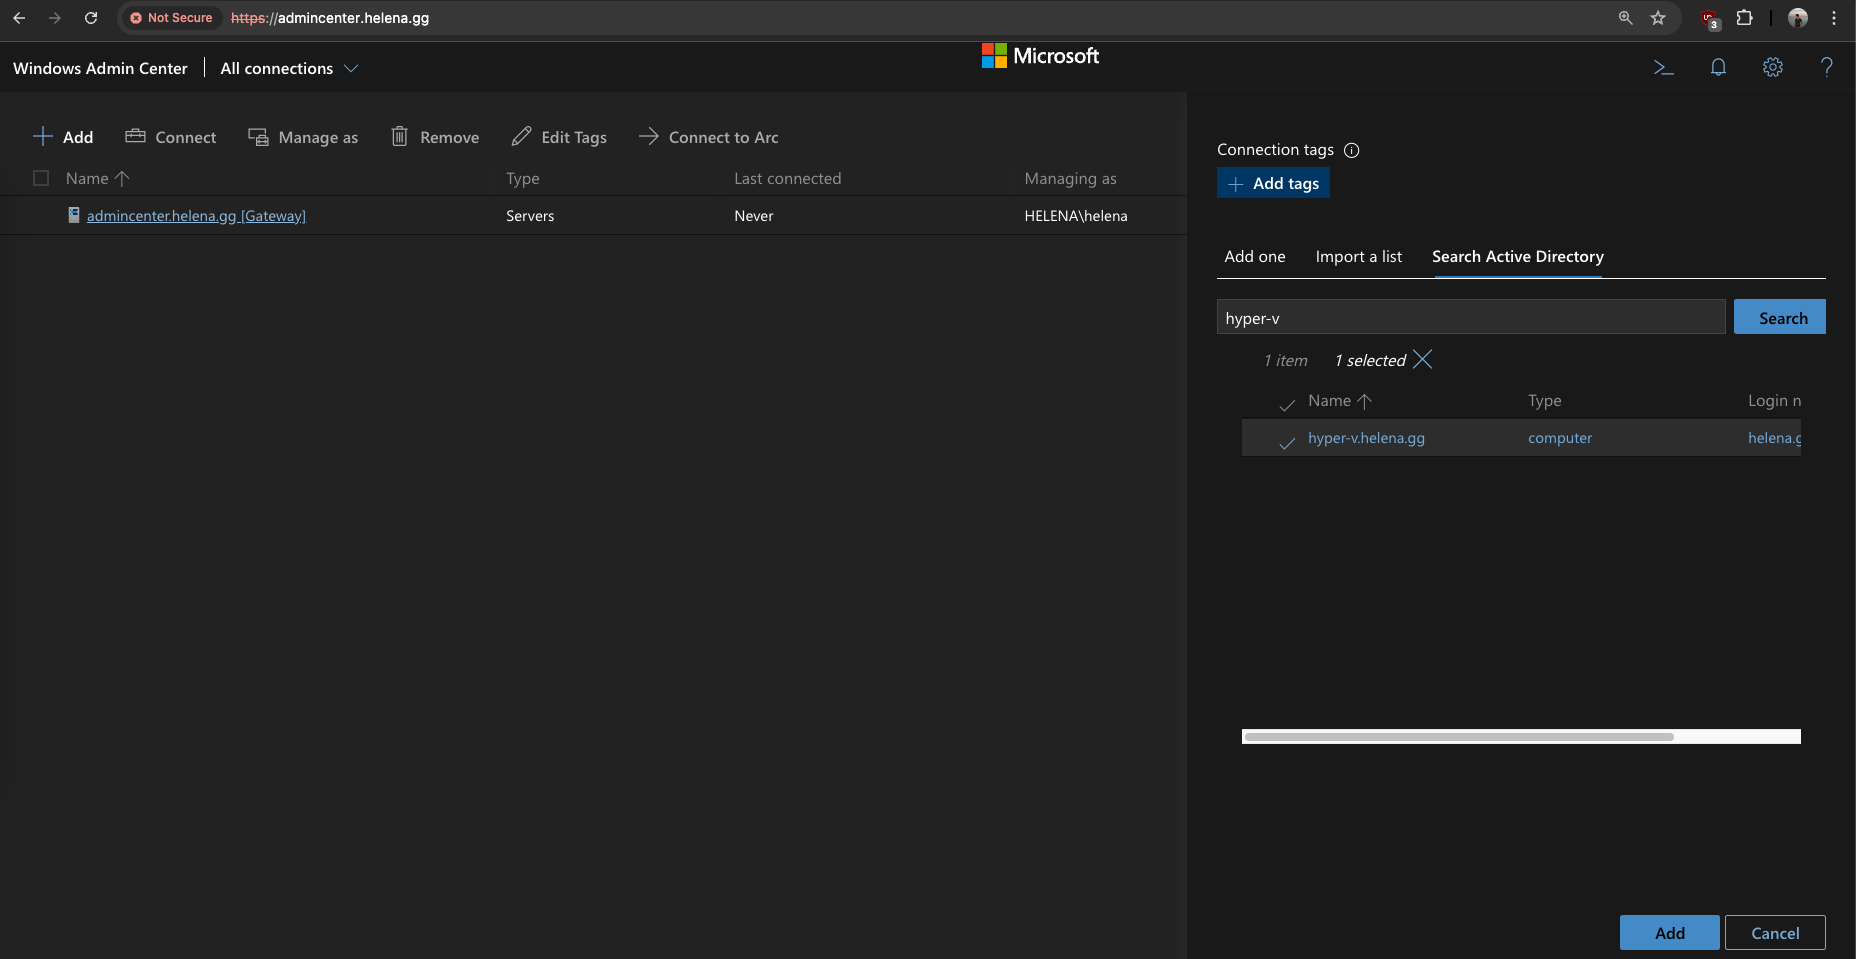 Not Secure https://admincenter.helena.gg
3
Windows Admin Center All connections
Microsoft
Add Connect Manage as Remove Edit Tags Connect to Arc
Name Type Last connected Managing as
admincenter.helena.gg [Gateway] Servers Never HELENA\helena
Connection tags
Add tags
Add one Import a list Search Active Directory
hyper-v Search
1 item 1 selected
Name Type Login n
hyper-v.helena.gg computer helena.g
Add Cancel